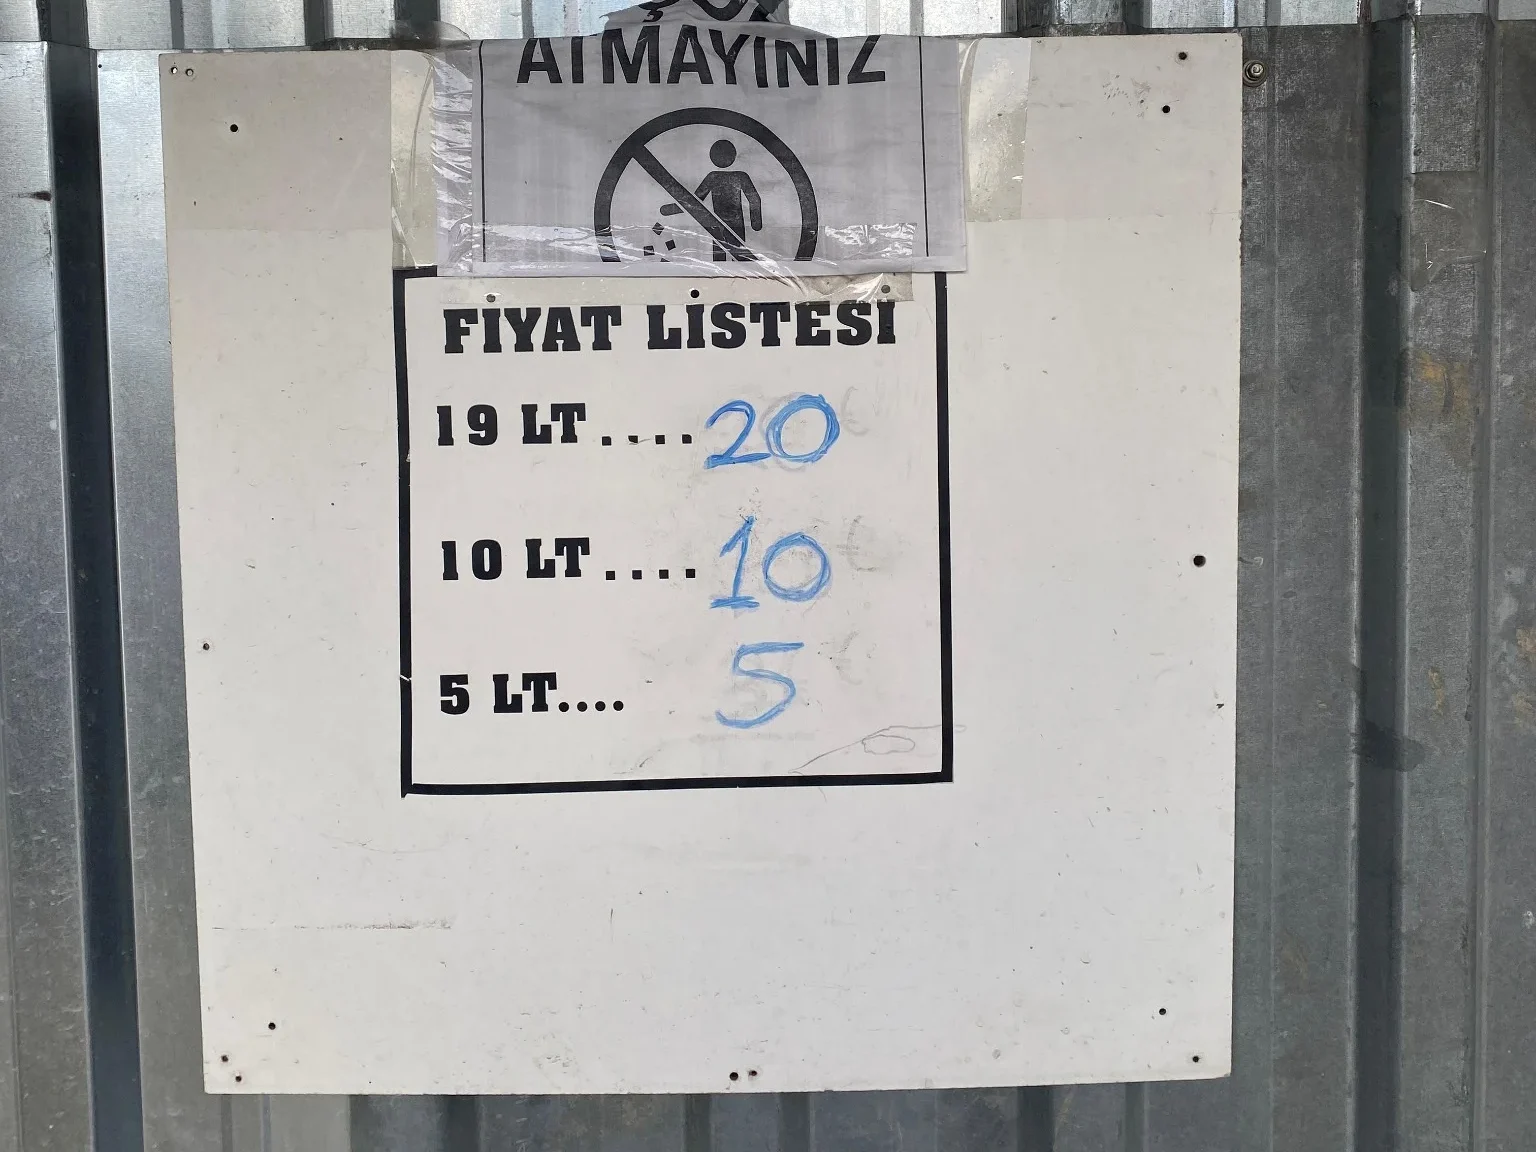 ATMAYINIZ
FİYAT LİSTESİ
19 LT.... 20
10 LT.... 10
5 LT.... 5